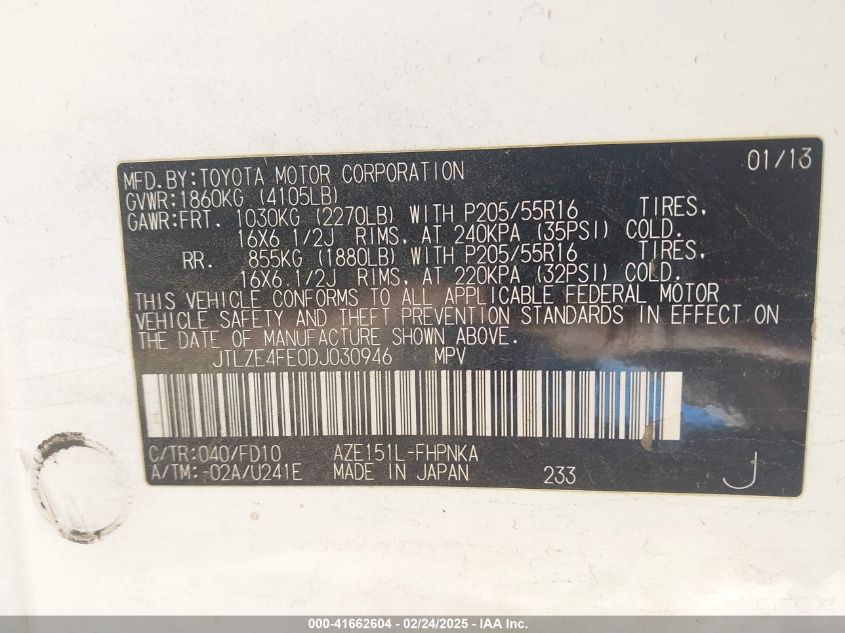 01/13
MFD.BY:TOYOTA MOTOR CORPORATION
GVWR:1860KG (4105LB)
GAWR:FRT. 1030KG (2270LB) WITH P205/55R16 TIRES,
16X6 1/2J RIMS, AT 240KPA (35PSI) COLD.
RR. 855KG (1880LB) WITH P205/55R16 TIRES,
16X6 1/2J RIMS, AT 220KPA (32PSI) COLD.
THIS VEHICLE CONFORMS TO ALL APPLICABLE FEDERAL MOTOR
VEHICLE SAFETY AND THEFT PREVENTION STANDARDS IN EFFECT ON
THE DATE OF MANUFACTURE SHOWN ABOVE.
JTLZE4FE0DJ030946 MPV
C/TR:040/FD10 AZE151L-FHPNKA
A/TM:-02A/U241E MADE IN JAPAN 233 J
000-41662604 - 02/24/2025 - IAA Inc.